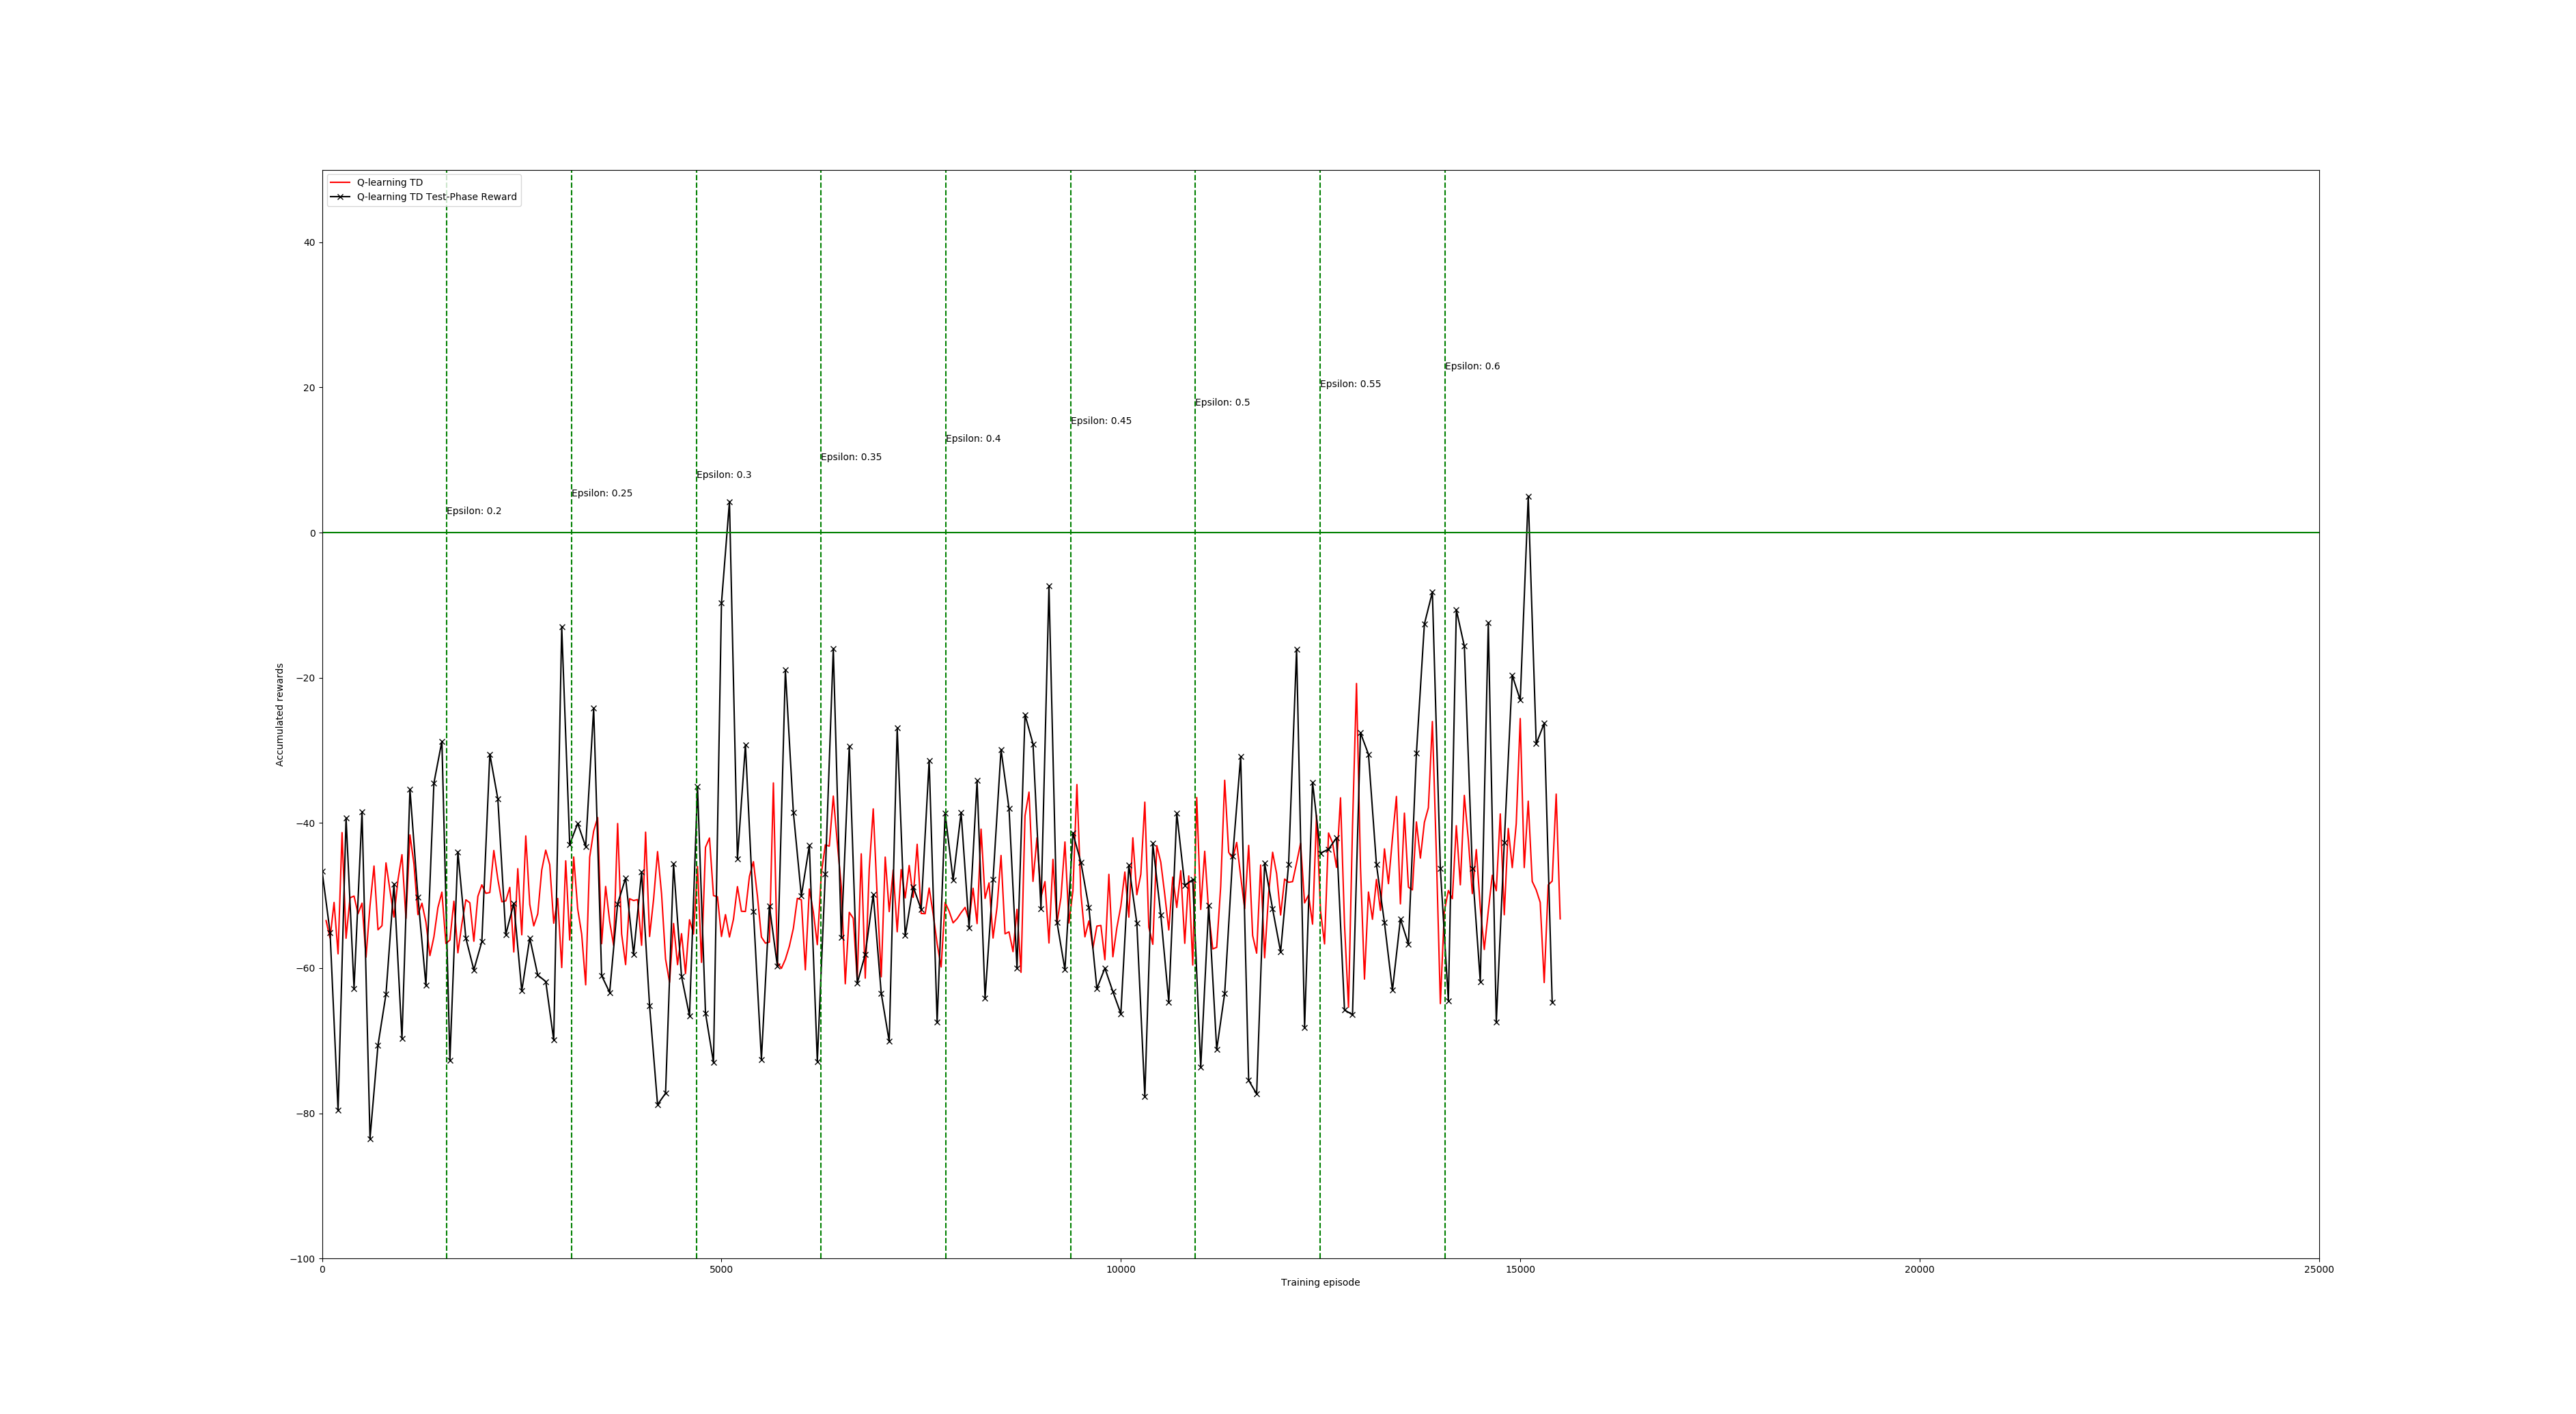 Q-learning TD
Q-learning TD Test-Phase Reward
40
20
0
−20
−40
−60
−80
−100
Accumulated rewards
Epsilon: 0.2
Epsilon: 0.25
Epsilon: 0.3
Epsilon: 0.35
Epsilon: 0.4
Epsilon: 0.45
Epsilon: 0.5
Epsilon: 0.55
Epsilon: 0.6
0
5000
10000
15000
20000
25000
Training episode